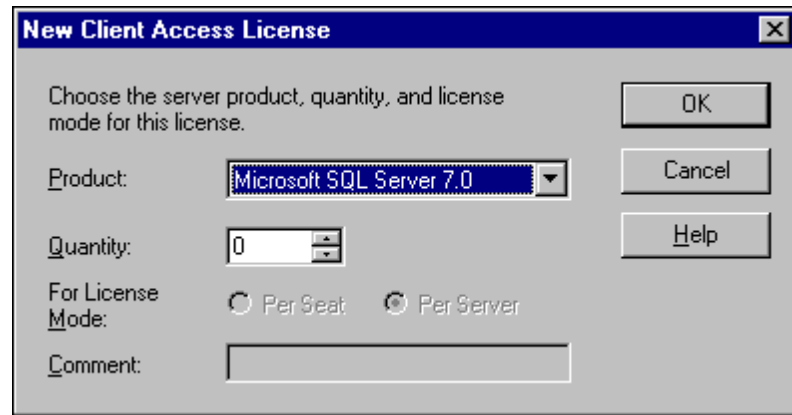 New Client Access License
Choose the server product, quantity, and license
mode for this license.
OK
Product: Microsoft SQL Server 7.0
Cancel
Quantity: 0
Help
For License
Mode:
Per Seat Per Server
Comment: